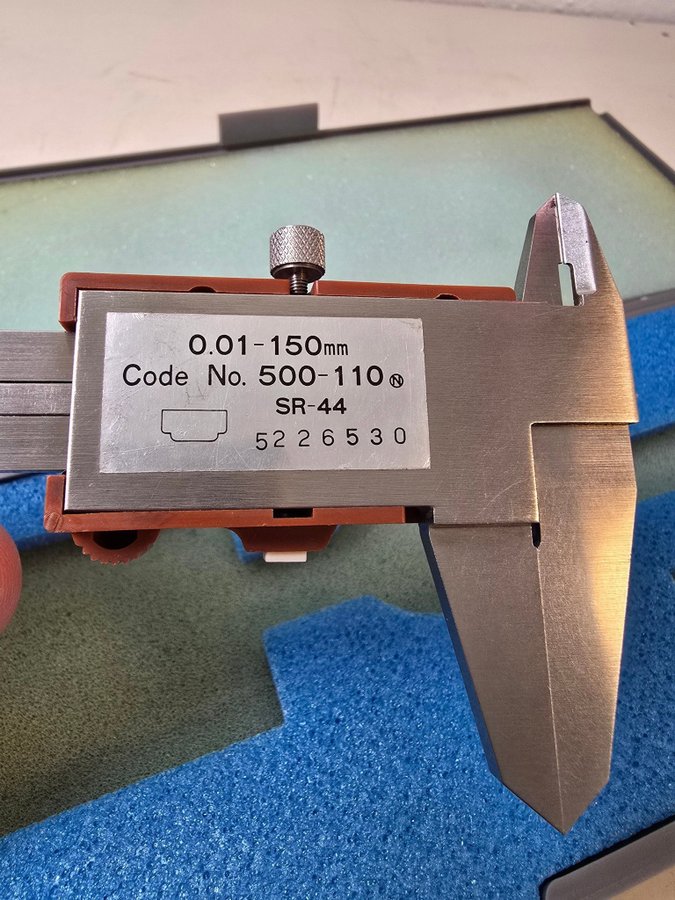 0.01-150mm
Code No. 500-110 Ⓝ
SR-44
5226530